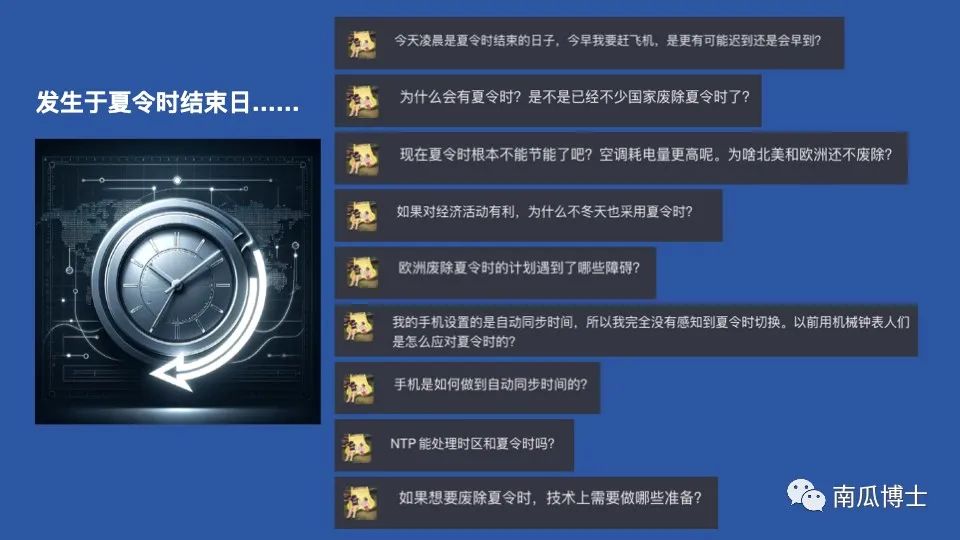 发生于夏令时结束日......
今天凌晨是夏令时结束的日子，今早我要赶飞机，是更有可能迟到还是会早到？
为什么会有夏令时？是不是已经不少国家废除夏令时了？
现在夏令时根本不能节能了吧？空调耗电量更高呢。为啥北美和欧洲还不废除？
如果对经济活动有利，为什么不冬天也采用夏令时？
欧洲废除夏令时的计划遇到了哪些障碍？
我的手机设置的是自动同步时间，所以我完全没有感知到夏令时切换。以前用机械钟表人们
是怎么应对夏令时的？
手机是如何做到自动同步时间的？
NTP 能处理时区和夏令时吗？
如果想要废除夏令时，技术上需要做哪些准备？
南瓜博士